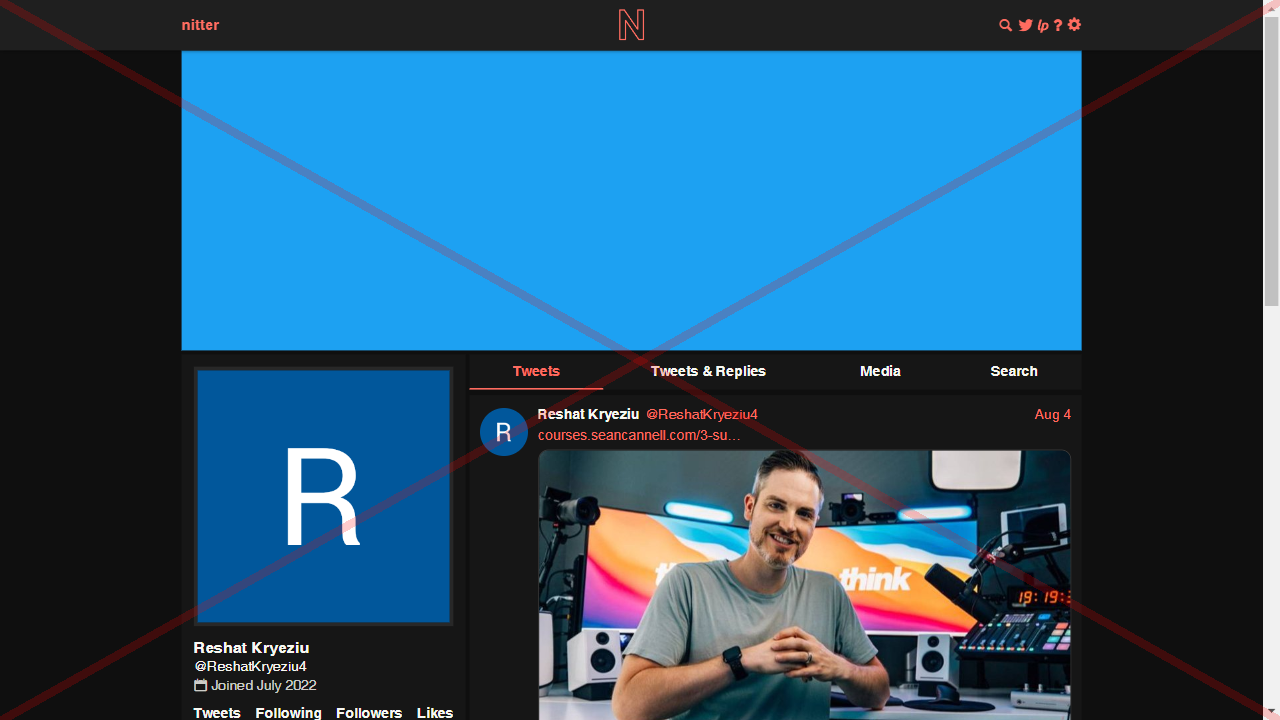 nitter
N
lp ?
Tweets Tweets & Replies Media Search
R
Reshat Kryeziu @ReshatKryeziu4 Aug 4
courses.seancannell.com/3-su…
R
think
19:19:
Reshat Kryeziu
@ReshatKryeziu4
Joined July 2022
Tweets Following Followers Likes